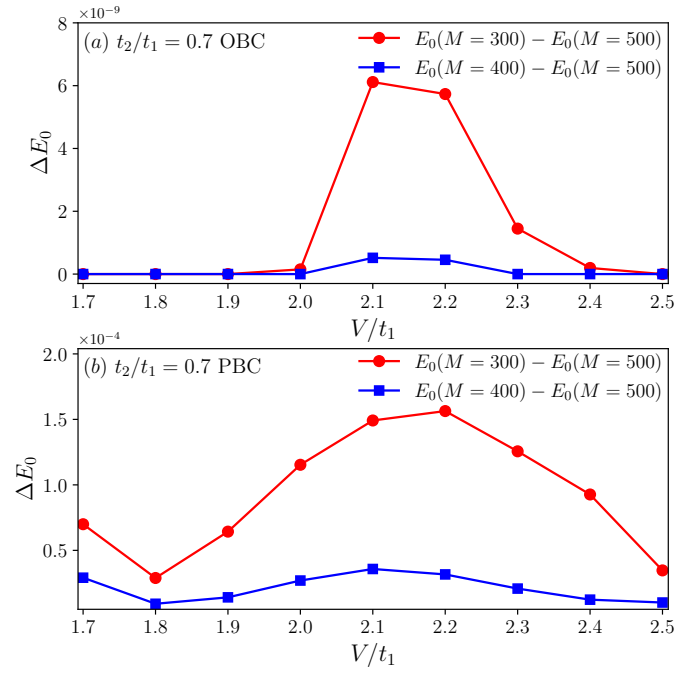 ×10⁻⁹
(a) t₂/t₁ = 0.7 OBC
E₀(M = 300) − E₀(M = 500)
E₀(M = 400) − E₀(M = 500)
8
6
4
2
0
ΔE₀
1.7 1.8 1.9 2.0 2.1 2.2 2.3 2.4 2.5
V/t₁
×10⁻⁴
(b) t₂/t₁ = 0.7 PBC
E₀(M = 300) − E₀(M = 500)
E₀(M = 400) − E₀(M = 500)
2.0
1.5
1.0
0.5
ΔE₀
1.7 1.8 1.9 2.0 2.1 2.2 2.3 2.4 2.5
V/t₁